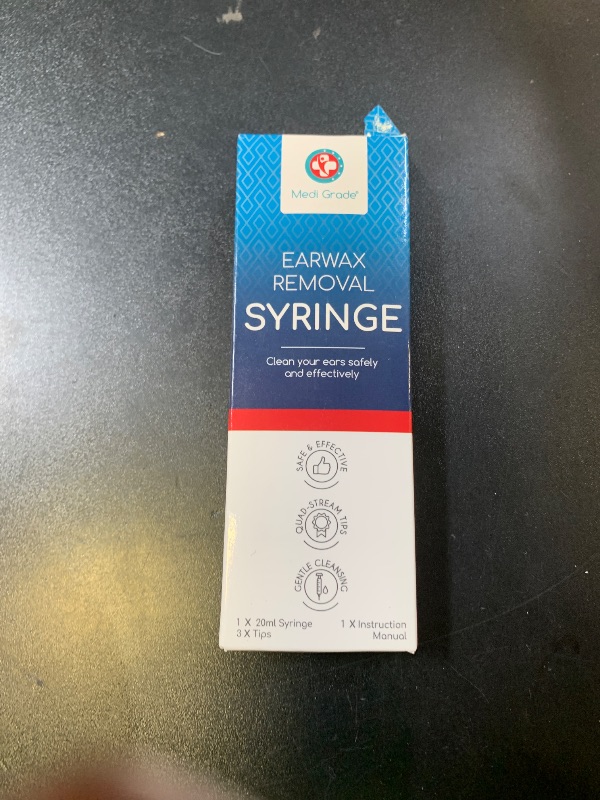 Medi Grade®
EARWAX
REMOVAL
SYRINGE
Clean your ears safely
and effectively
SAFE & EFFECTIVE
QUAD-STREAM TIPS
GENTLE CLEANSING
1 X 20ml Syringe
3 X Tips
1 X Instruction
Manual